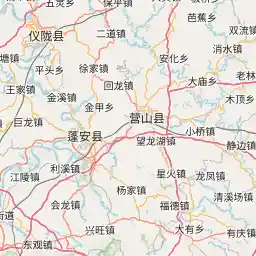 五灵乡
保平镇
芭蕉乡
仪陇县
二道镇
双流镇
消水镇
塘镇
平头乡
徐家镇
安化乡
大庙乡
老林
王家镇
金溪镇
回龙镇
木顶乡
金甲乡
巨龙镇
营山县
小桥镇
蓬安县
望龙湖镇
静边镇
利溪镇
江陵镇
星火镇
龙凤镇
杨家镇
清溪场镇
会龙镇
福德镇
街道
兴旺镇
大有乡
有庆镇
东观镇